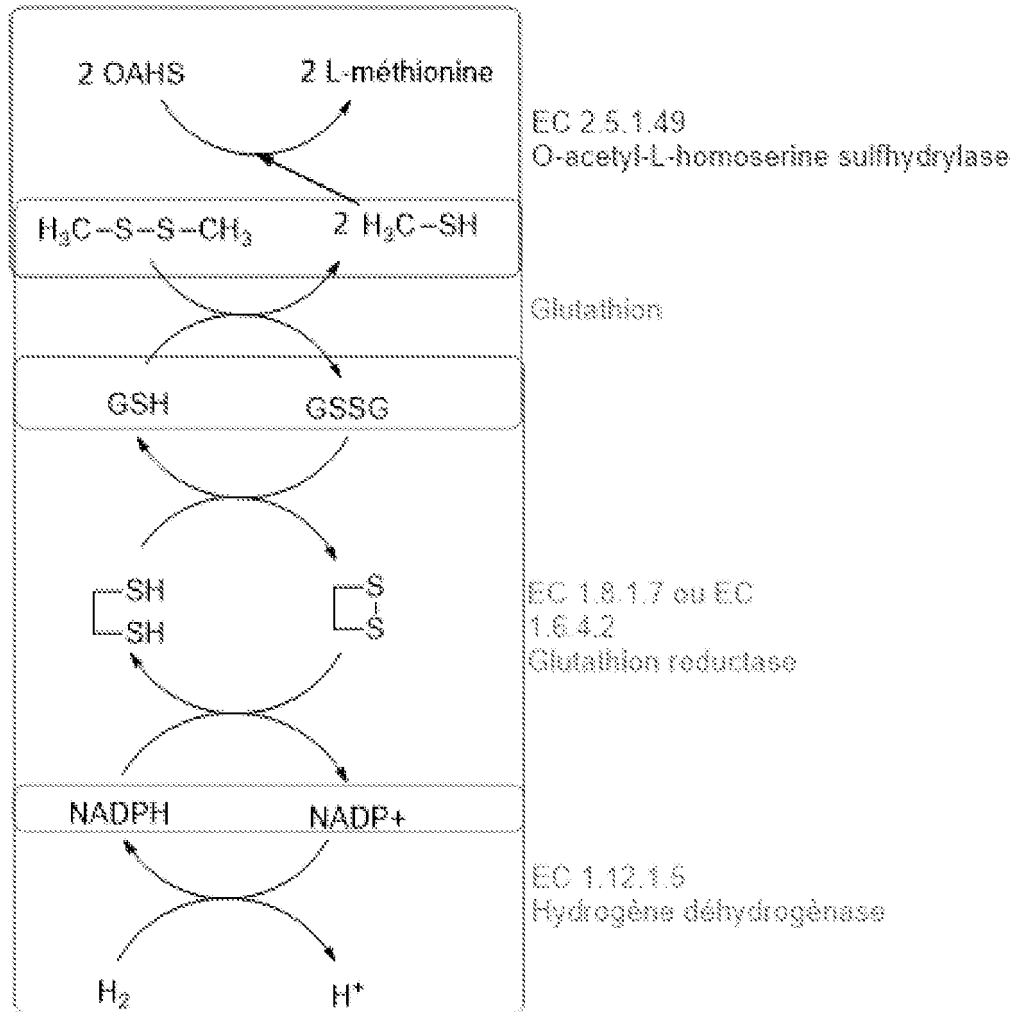 2 OAHS 2 L-méthionine
EC 2.5.1.49
O-acetyl-L-homoserine sulfhydrylase
H₃C-S-S-CH₃ 2 H₃C-SH
Glutathion
GSH GSSG
SH S
SH S
EC 1.8.1.7 ou EC
1.6.4.2
Glutathion reductase
NADPH NADP+
EC 1.12.1.5
Hydrogène déhydrogènase
H₂ H⁺